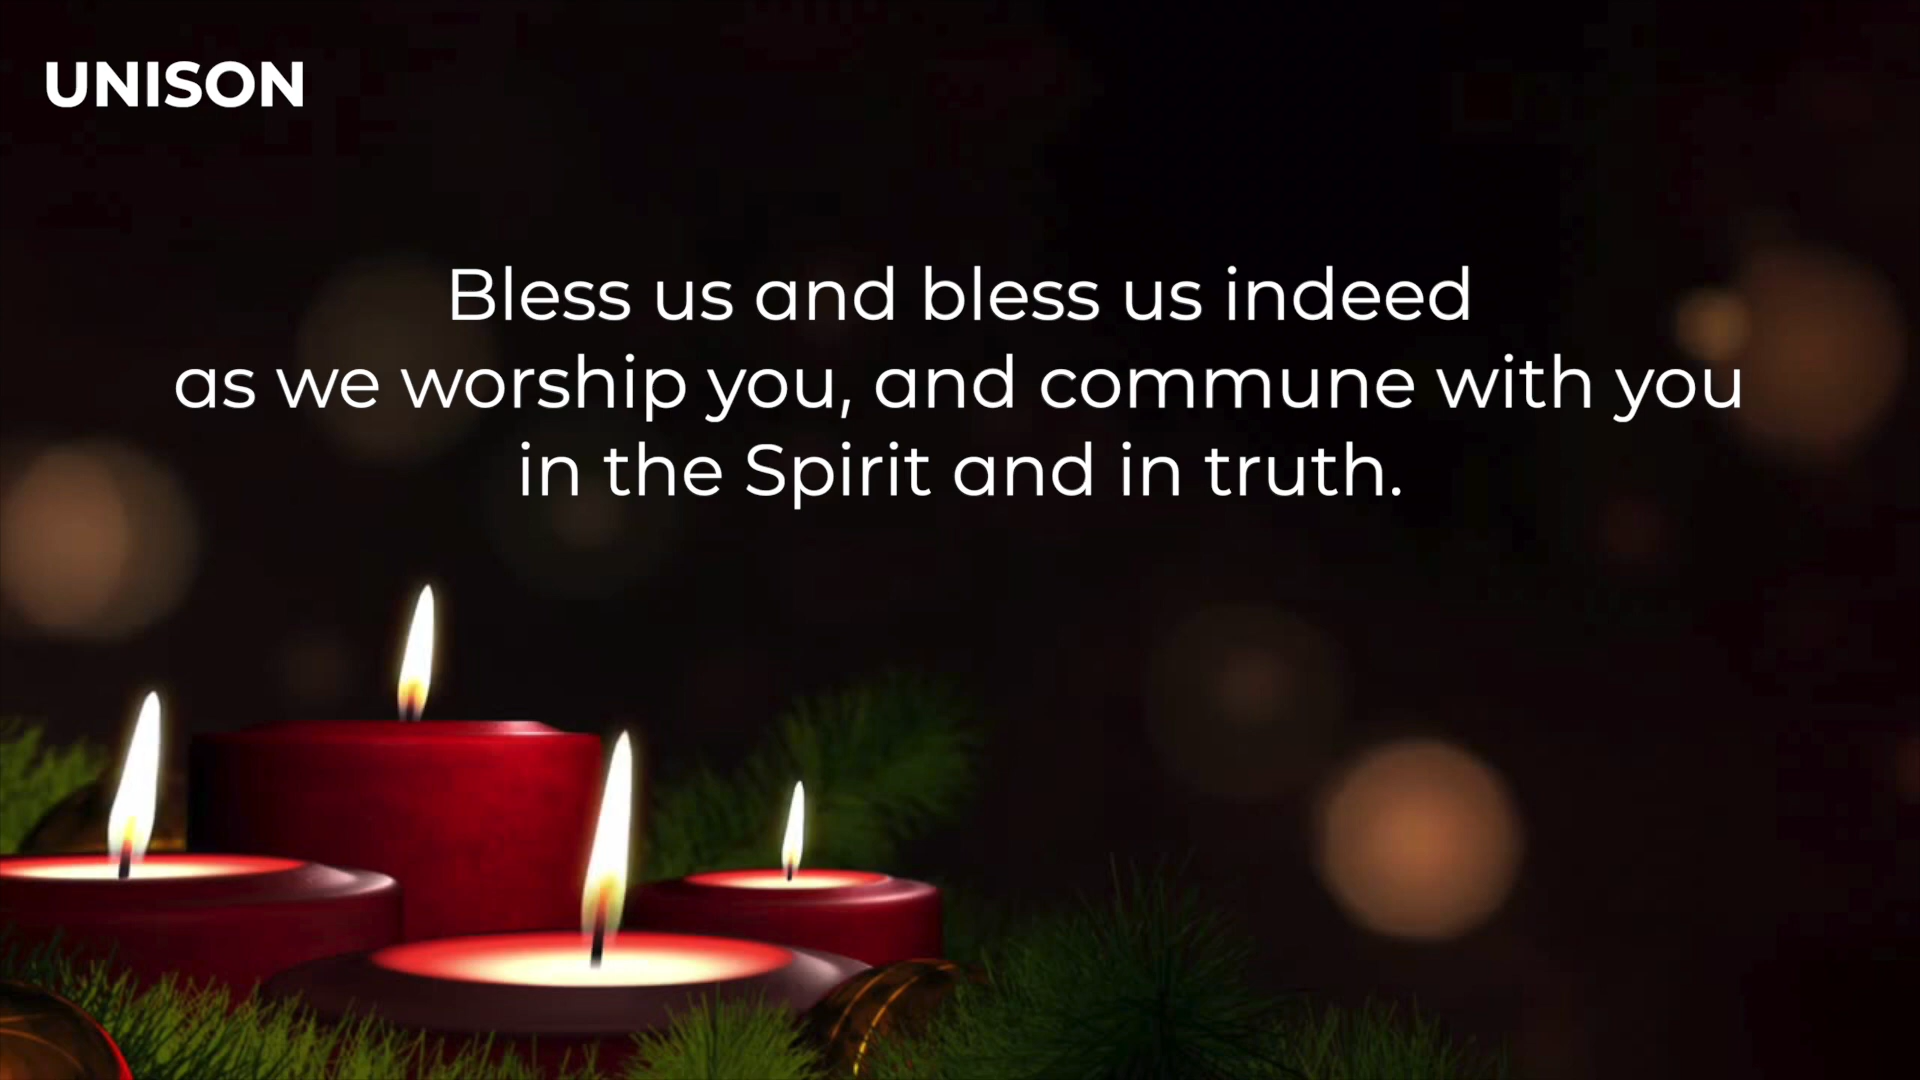 UNISON
Bless us and bless us indeed
as we worship you, and commune with you
in the Spirit and in truth.